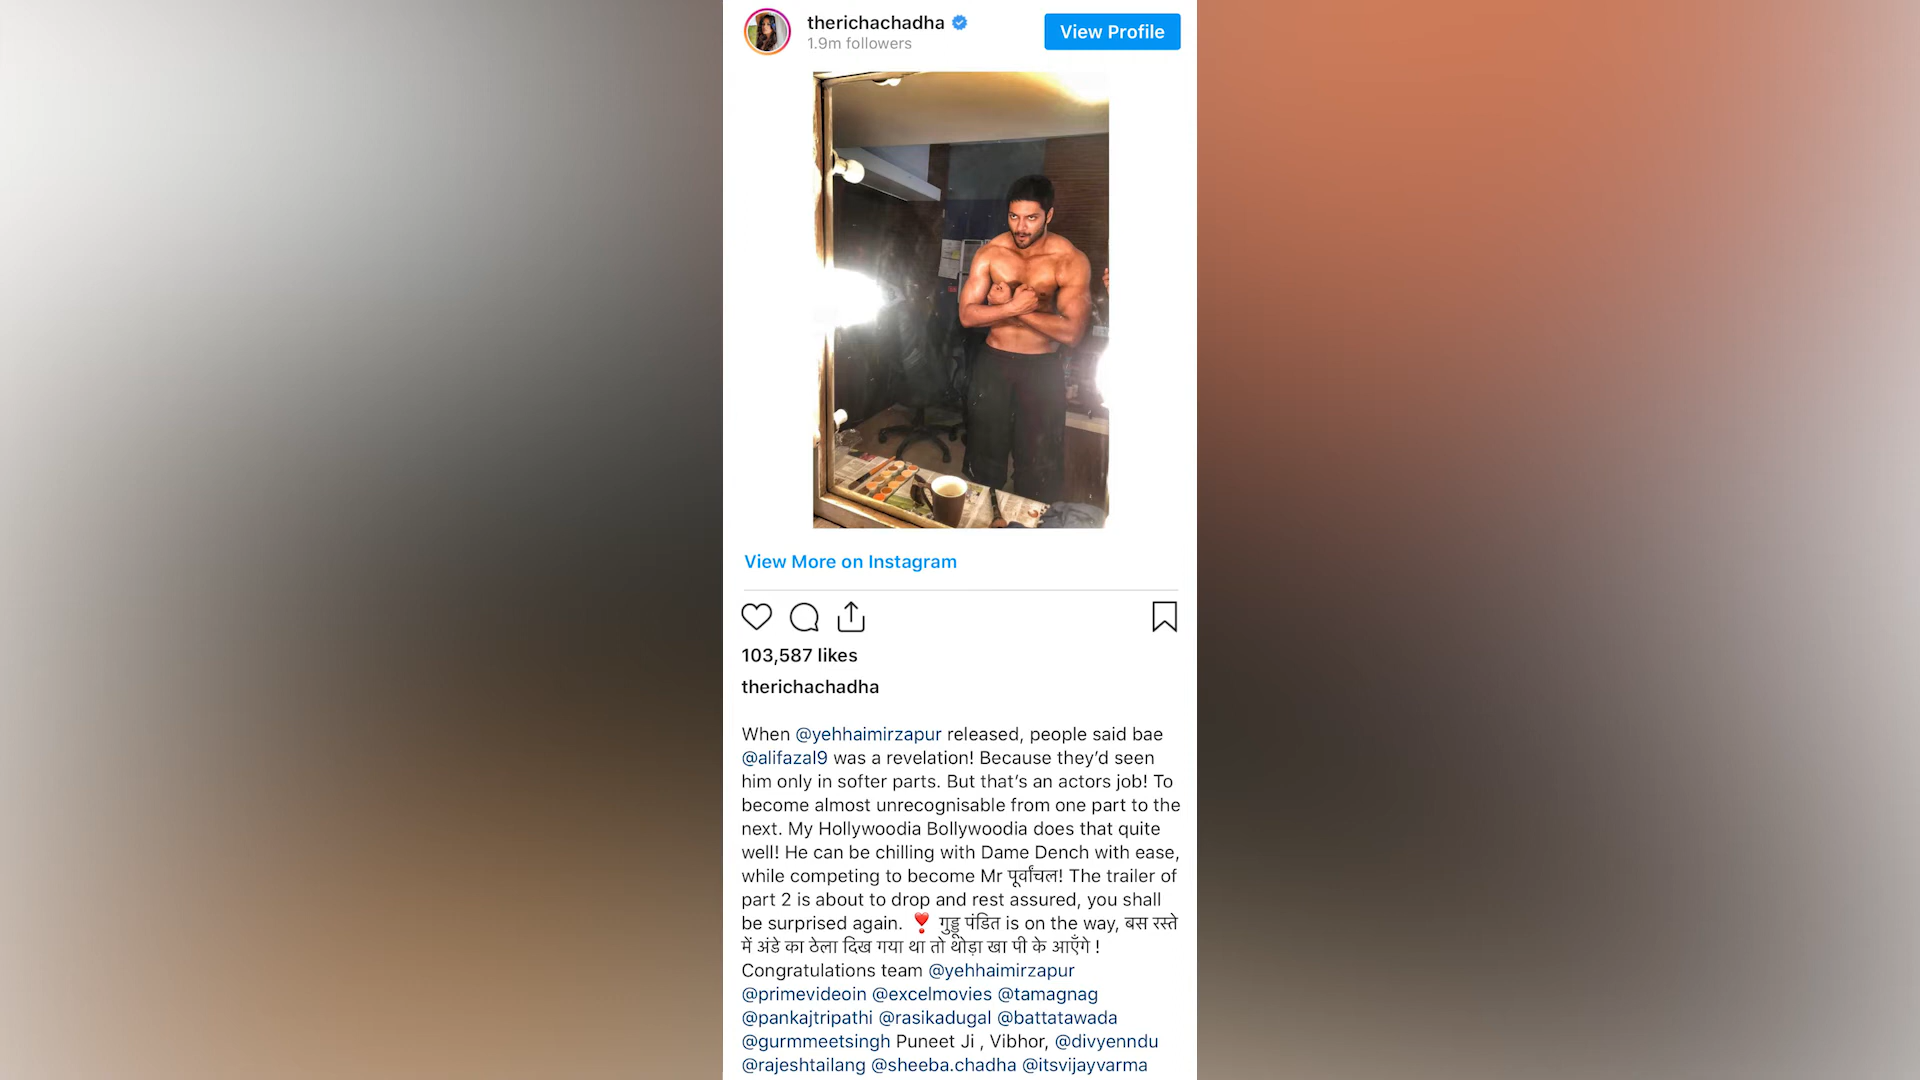 therichachadha
1.9m followers
View Profile
View More on Instagram
103,587 likes
therichachadha
When @yehhaimirzapur released, people said bae
@alifazal9 was a revelation! Because they’d seen
him only in softer parts. But that’s an actors job! To
become almost unrecognisable from one part to the
next. My Hollywoodia Bollywoodia does that quite
well! He can be chilling with Dame Dench with ease,
while competing to become Mr पूर्वांचल! The trailer of
part 2 is about to drop and rest assured, you shall
be surprised again. ❣️ गुड्डू पंडित is on the way, बस रस्ते
में अंडे का ठेला दिख गया था तो थोड़ा खा पी के आएँगे !
Congratulations team @yehhaimirzapur
@primevideoin @excelmovies @tamagnag
@pankajtripathi @rasikadugal @battatawada
@gurmmeetsingh Puneet Ji , Vibhor, @divyenndu
@rajeshtailang @sheeba.chadha @itsvijayvarma